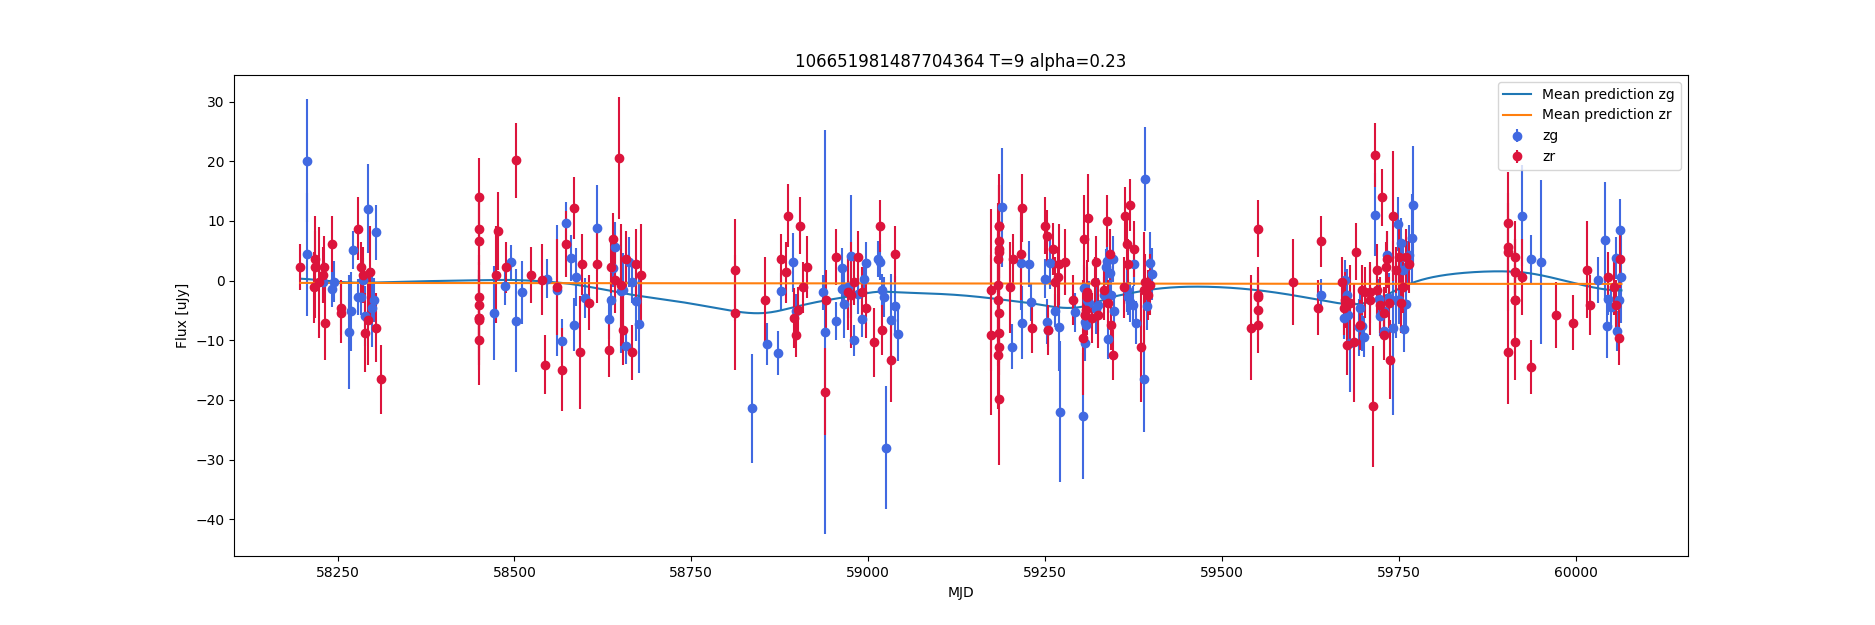 106651981487704364 T=9 alpha=0.23
Mean prediction zg
Mean prediction zr
zg
zr
Flux [uJy]
30
20
10
0
−10
−20
−30
−40
58250 58500 58750 59000 59250 59500 59750 60000
MJD